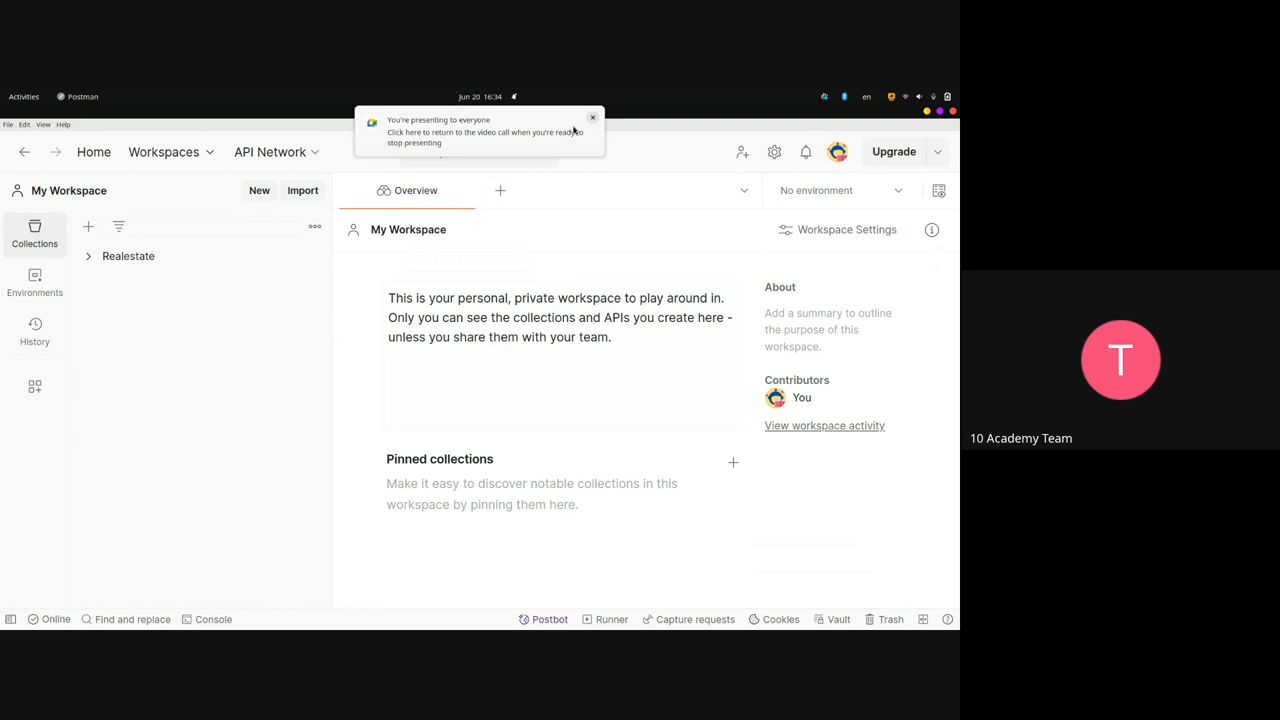 Activities
Postman
Jun 20 16:34
en
You're presenting to everyone
Click here to return to the video call when you're ready to
stop presenting
File Edit View Help
Home
Workspaces
API Network
Upgrade
My Workspace
New
Import
Overview
No environment
Collections
Environments
History
Realestate
My Workspace
Workspace Settings
This is your personal, private workspace to play around in.
Only you can see the collections and APIs you create here -
unless you share them with your team.
Pinned collections
Make it easy to discover notable collections in this
workspace by pinning them here.
About
Add a summary to outline
the purpose of this
workspace.
Contributors
You
View workspace activity
Online
Find and replace
Console
Postbot
Runner
Capture requests
Cookies
Vault
Trash
T
10 Academy Team